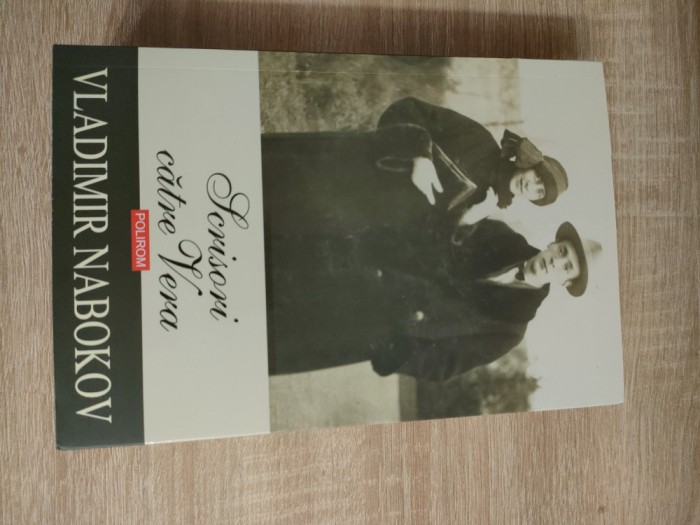 Scrisori
către Vera
POLIROM
VLADIMIR NABOKOV